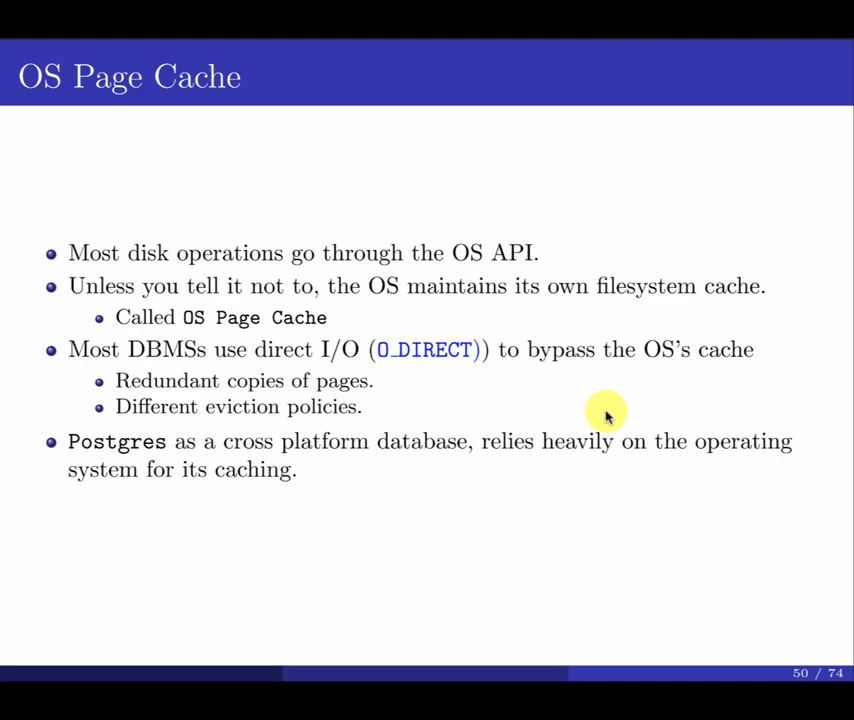 OS Page Cache
Most disk operations go through the OS API.
Unless you tell it not to, the OS maintains its own filesystem cache.
Called OS Page Cache
Most DBMSs use direct I/O (O_DIRECT)) to bypass the OS's cache
Redundant copies of pages.
Different eviction policies.
Postgres as a cross platform database, relies heavily on the operating
system for its caching.
50 / 74